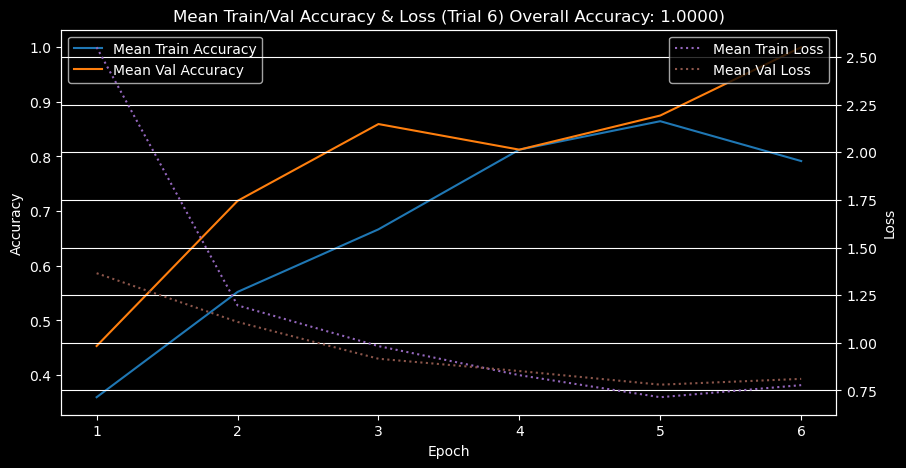 Mean Train/Val Accuracy & Loss (Trial 6) Overall Accuracy: 1.0000)
Mean Train Accuracy
Mean Val Accuracy
Mean Train Loss
Mean Val Loss
Accuracy
1.0
0.9
0.8
0.7
0.6
0.5
0.4
2.50
2.25
2.00
1.75
1.50
1.25
1.00
0.75
Loss
1 2 3 4 5 6
Epoch